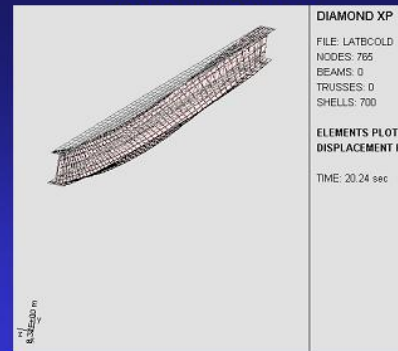 DIAMOND XP
FILE: LATBCOLD
NODES: 765
BEAMS: 0
TRUSSES: 0
SHELLS: 700
ELEMENTS PLOT
DISPLACEMENT
TIME: 20.24 sec